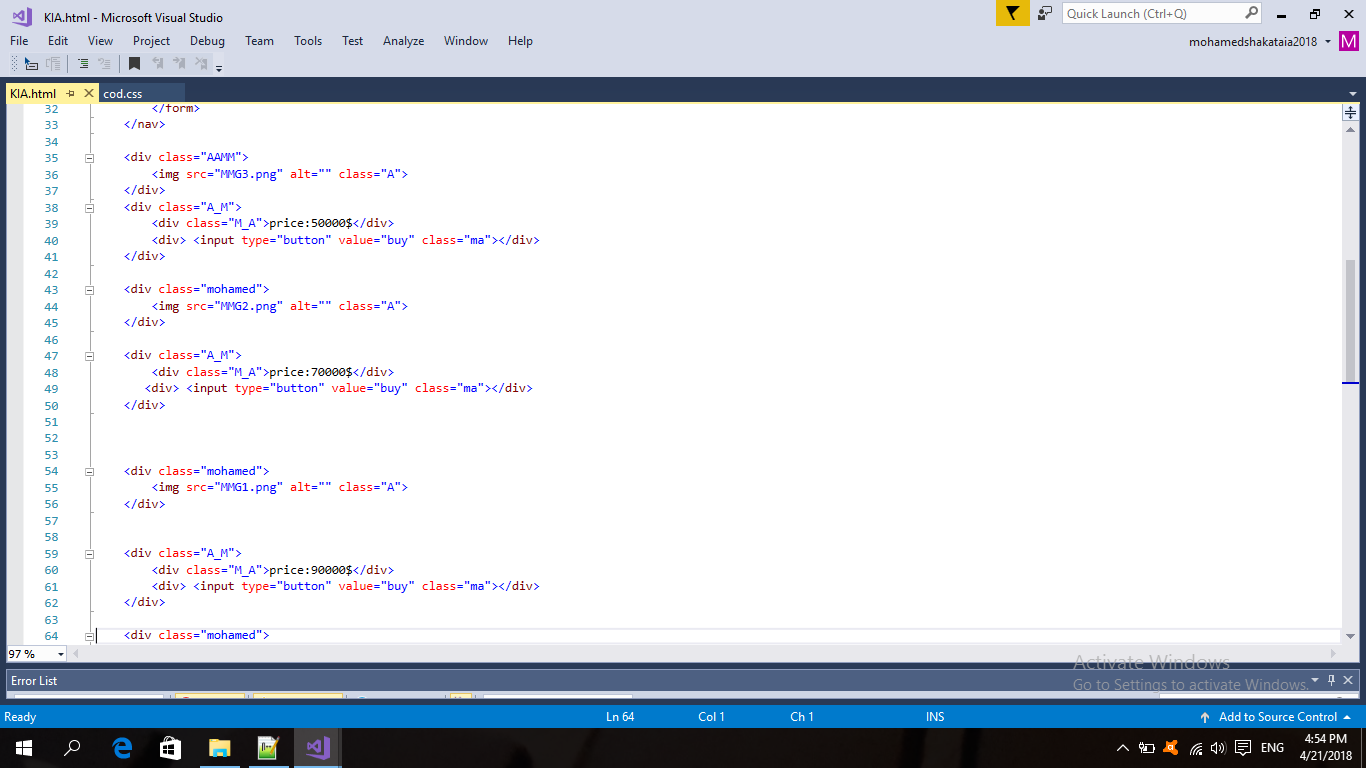 KIA.html - Microsoft Visual Studio
Quick Launch (Ctrl+Q)
File Edit View Project Debug Team Tools Test Analyze Window Help
mohamedshakataia2018 M
KIA.html cod.css
32 </form>
33 </nav>
34
35 <div class="AAMM">
36 <img src="MMG3.png" alt="" class="A">
37 </div>
38 <div class="A_M">
39 <div class="M_A">price:50000$</div>
40 <div> <input type="button" value="buy" class="ma"></div>
41 </div>
42
43 <div class="mohamed">
44 <img src="MMG2.png" alt="" class="A">
45 </div>
46
47 <div class="A_M">
48 <div class="M_A">price:70000$</div>
49 <div> <input type="button" value="buy" class="ma"></div>
50 </div>
51
52
53
54 <div class="mohamed">
55 <img src="MMG1.png" alt="" class="A">
56 </div>
57
58
59 <div class="A_M">
60 <div class="M_A">price:90000$</div>
61 <div> <input type="button" value="buy" class="ma"></div>
62 </div>
63
64 <div class="mohamed">
97 %
Activate Windows
Error List
Go to Settings to activate Windows.
Ready Ln 64 Col 1 Ch 1 INS Add to Source Control
ENG
4:54 PM
4/21/2018